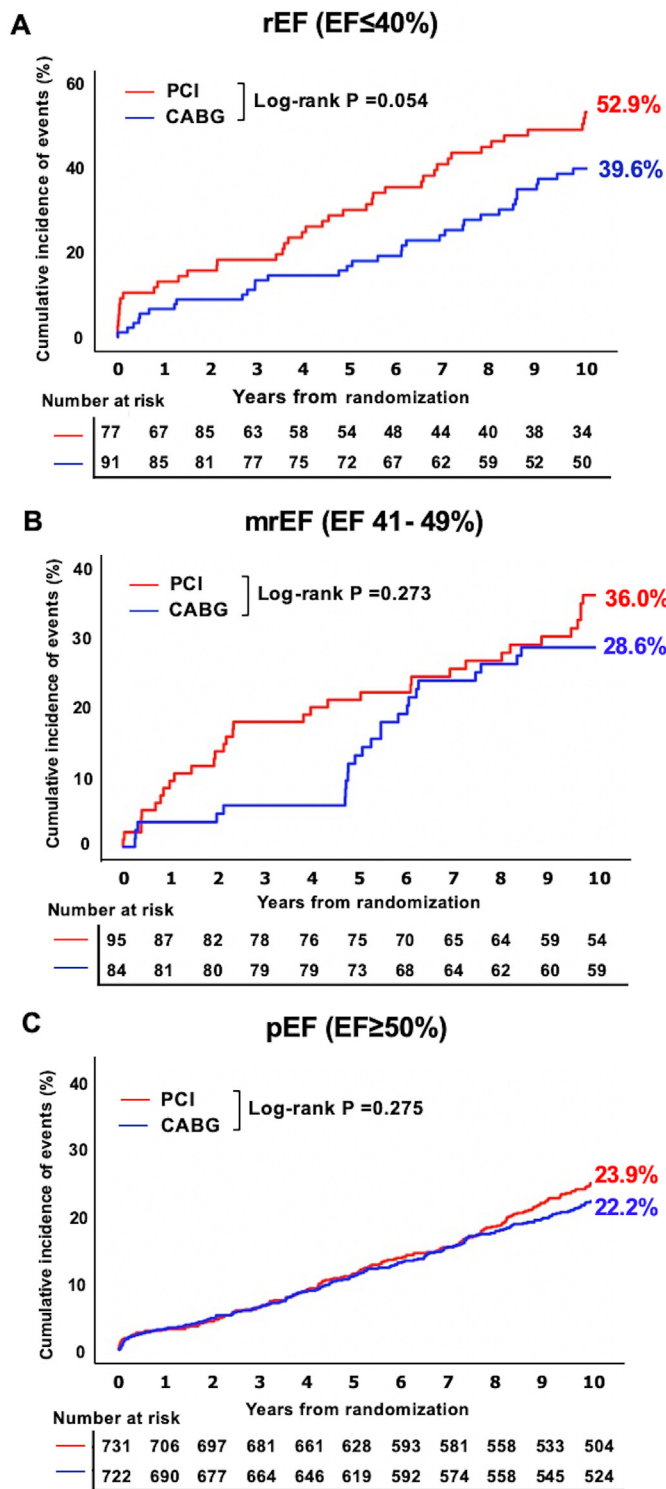 A
rEF (EF≤40%)
Cumulative incidence of events (%)
60
40
20
0
PCI
CABG
Log-rank P =0.054
52.9%
39.6%
0 1 2 3 4 5 6 7 8 9 10
Years from randomization
Number at risk
77 67 85 63 58 54 48 44 40 38 34
91 85 81 77 75 72 67 62 59 52 50
B
mrEF (EF 41- 49%)
Cumulative incidence of events (%)
40
30
20
10
0
PCI
CABG
Log-rank P =0.273
36.0%
28.6%
0 1 2 3 4 5 6 7 8 9 10
Years from randomization
Number at risk
95 87 82 78 76 75 70 65 64 59 54
84 81 80 79 79 73 68 64 62 60 59
C
pEF (EF≥50%)
Cumulative incidence of events (%)
40
30
20
10
0
PCI
CABG
Log-rank P =0.275
23.9%
22.2%
0 1 2 3 4 5 6 7 8 9 10
Years from randomization
Number at risk
731 706 697 681 661 628 593 581 558 533 504
722 690 677 664 646 619 592 574 558 545 524